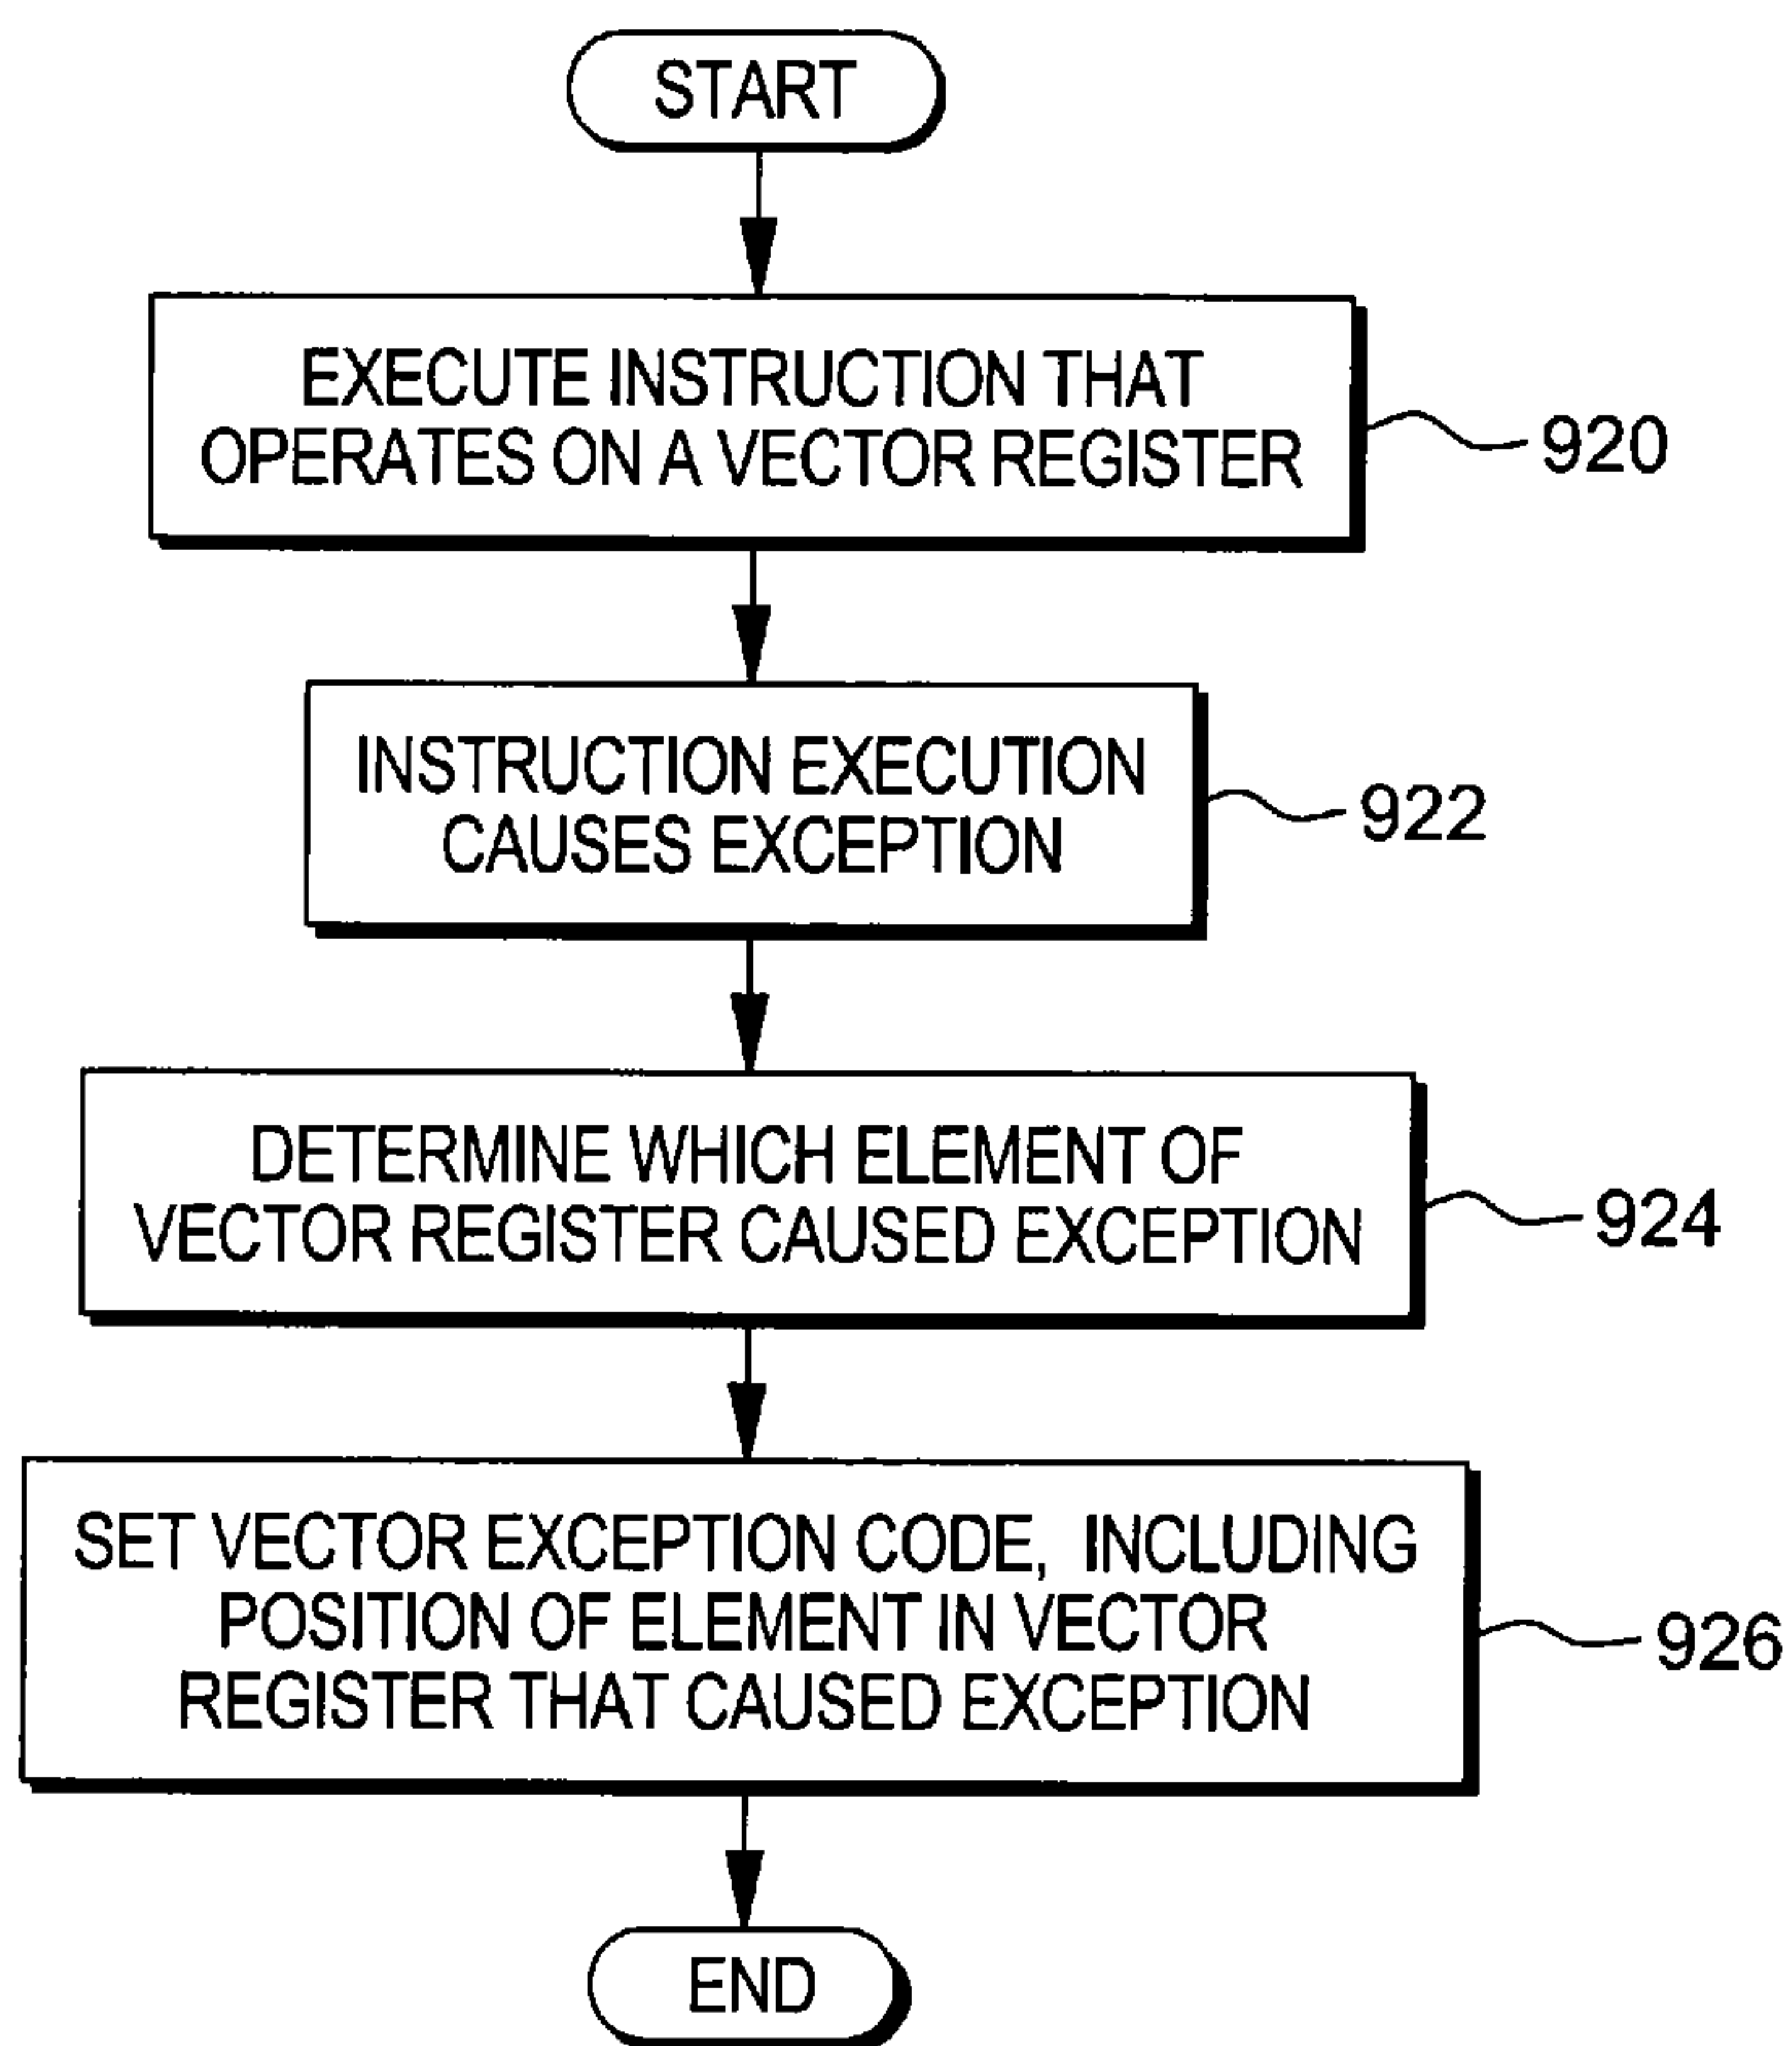 START
EXECUTE INSTRUCTION THAT
OPERATES ON A VECTOR REGISTER
920
INSTRUCTION EXECUTION
CAUSES EXCEPTION
922
DETERMINE WHICH ELEMENT OF
VECTOR REGISTER CAUSED EXCEPTION
924
SET VECTOR EXCEPTION CODE, INCLUDING
POSITION OF ELEMENT IN VECTOR
REGISTER THAT CAUSED EXCEPTION
926
END